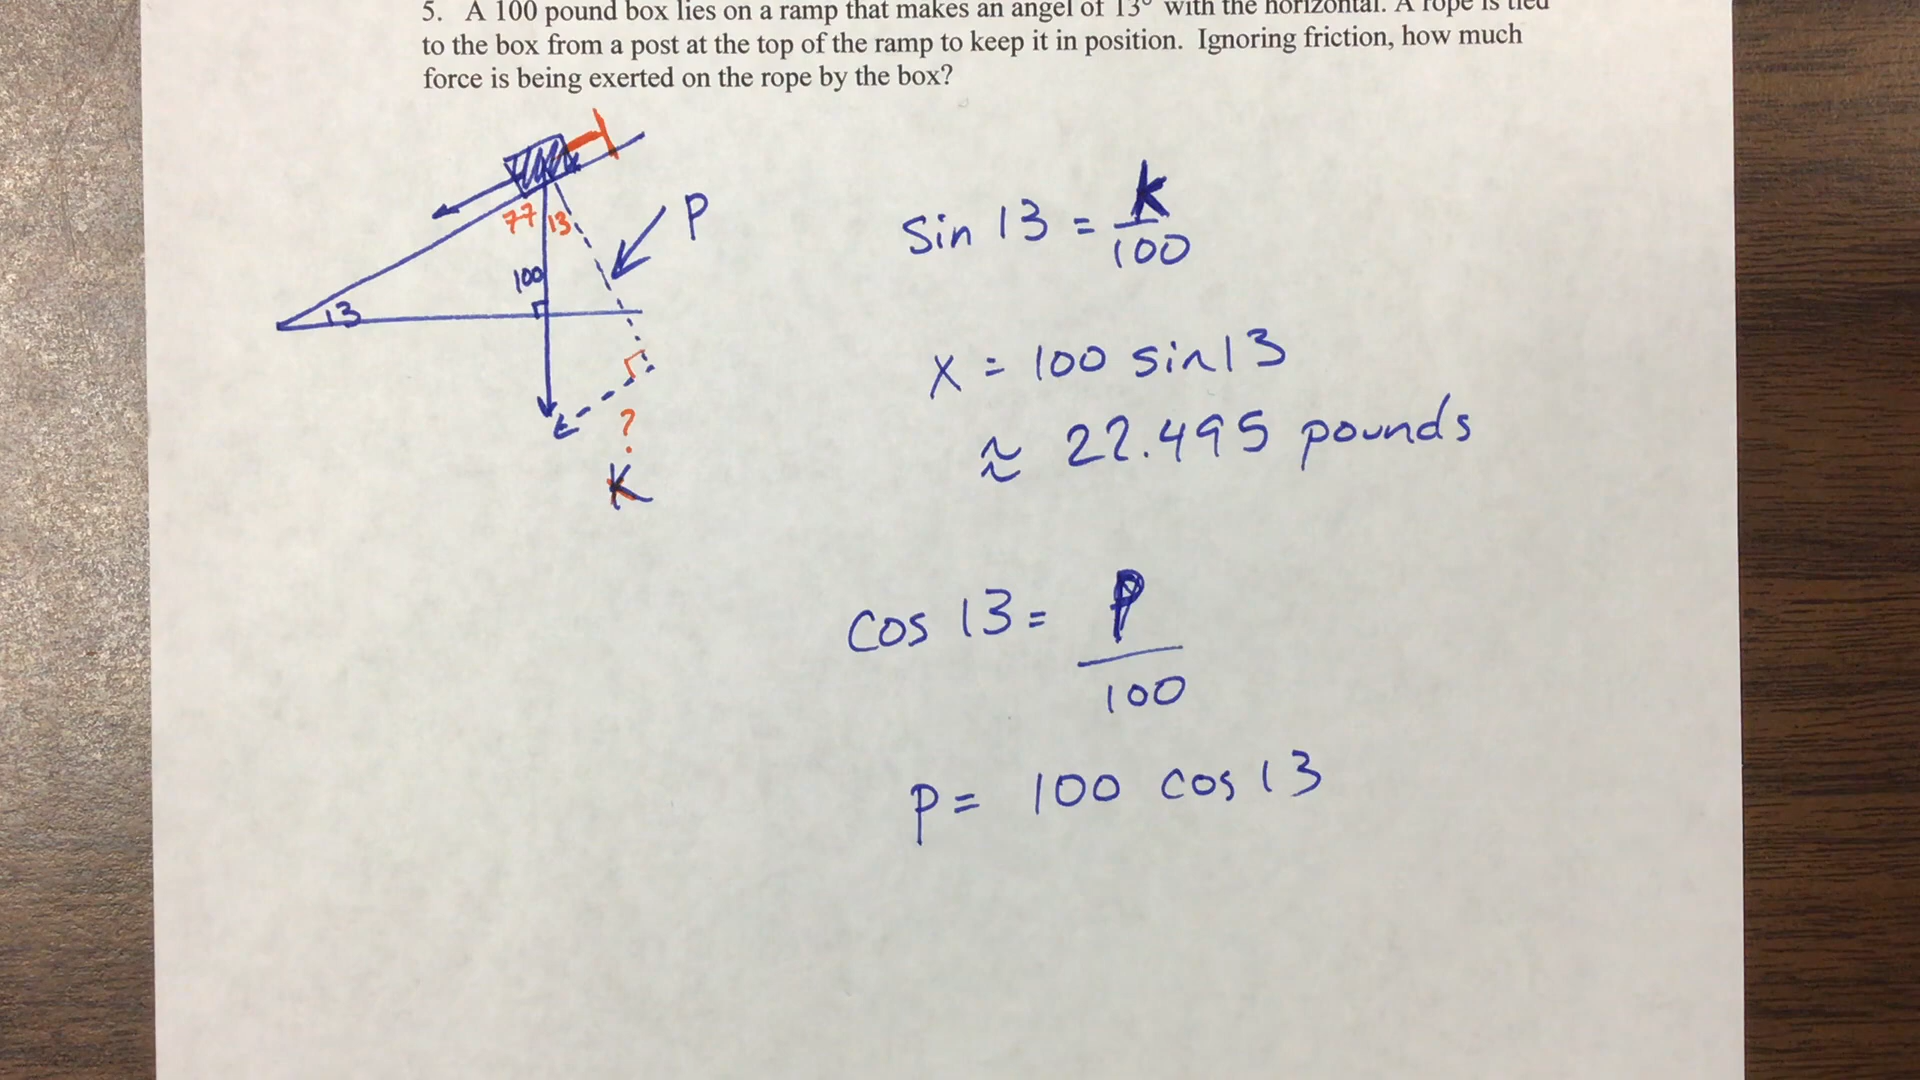 5. A 100 pound box lies on a ramp that makes an angel of 13° with the horizontal. A rope is tied
to the box from a post at the top of the ramp to keep it in position. Ignoring friction, how much
force is being exerted on the rope by the box?
77 13
P
100
13
?
K
sin 13 = k/100
x = 100 sin 13
≈ 22.495 pounds
cos 13 = P/100
P = 100 cos 13